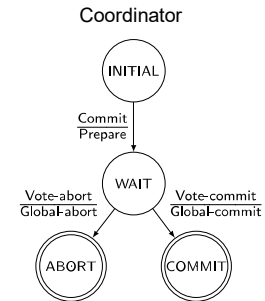 Coordinator
INITIAL
Commit
Prepare
WAIT
Vote-abort
Global-abort
Vote-commit
Global-commit
ABORT
COMMIT